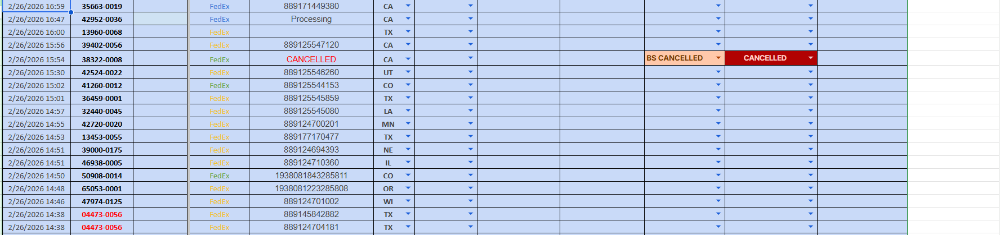 2/26/2026 16:59 35663-0019 FedEx 889171449380 CA
2/26/2026 16:47 42952-0036 FedEx Processing CA
2/26/2026 16:00 13960-0068 FedEx TX
2/26/2026 15:56 39402-0056 FedEx 889125547120 CA
2/26/2026 15:54 38322-0008 FedEx CANCELLED CA BS CANCELLED CANCELLED
2/26/2026 15:30 42524-0022 FedEx 889125546260 UT
2/26/2026 15:02 41260-0012 FedEx 889125544153 CO
2/26/2026 15:01 36459-0001 FedEx 889125545859 TX
2/26/2026 14:57 32440-0045 FedEx 889125545080 LA
2/26/2026 14:55 42720-0020 FedEx 889124700201 MN
2/26/2026 14:53 13453-0055 FedEx 889177170477 TX
2/26/2026 14:51 39000-0175 FedEx 889124694393 NE
2/26/2026 14:51 46938-0005 FedEx 889124710360 IL
2/26/2026 14:50 50908-0014 FedEx 1938081843285811 CO
2/26/2026 14:48 65053-0001 FedEx 1938081223285808 OR
2/26/2026 14:46 47974-0125 FedEx 889124701002 WI
2/26/2026 14:38 04473-0056 FedEx 889145842882 TX
2/26/2026 14:38 04473-0056 FedEx 889124704181 TX